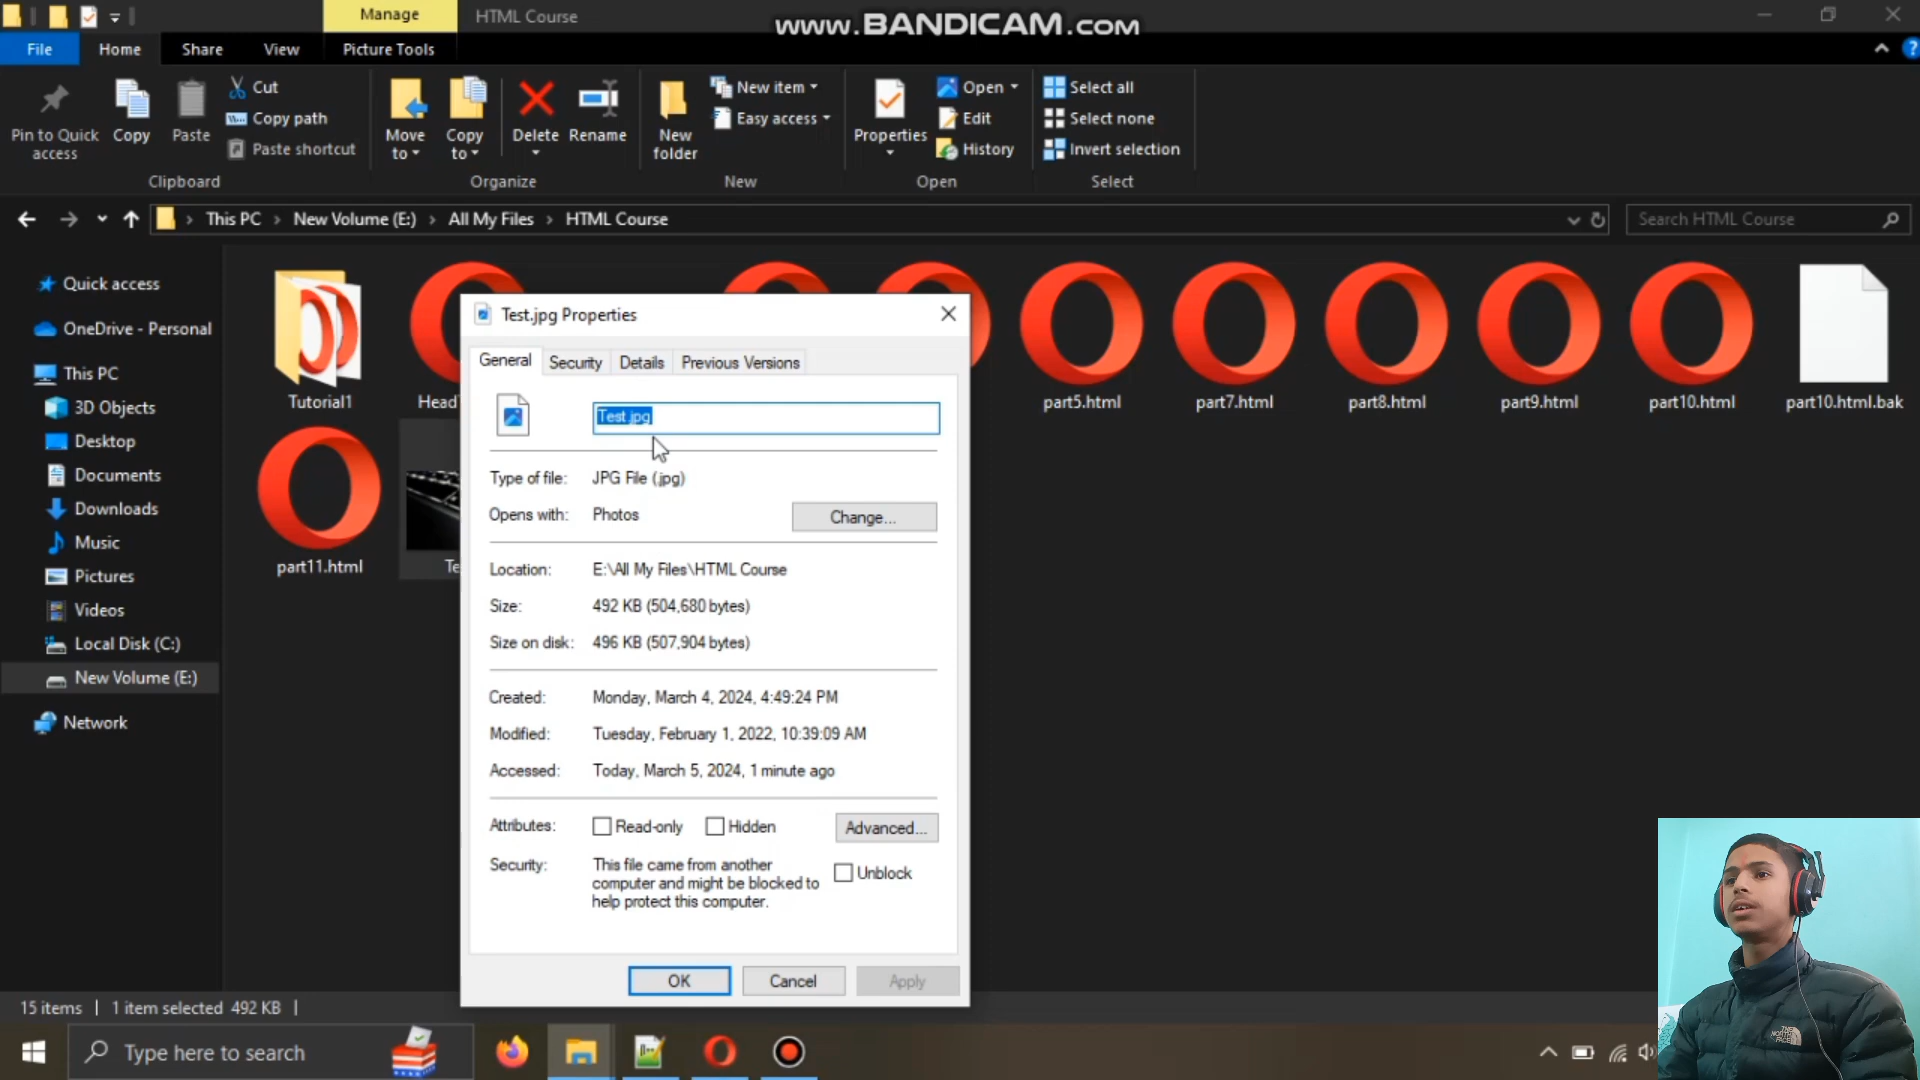 Manage
HTML Course
www.BANDICAM.com
File
Home
Share
View
Picture Tools
Pin to Quick access
Copy
Paste
Cut
Copy path
Paste shortcut
Clipboard
Move to
Copy to
Delete
Rename
Organize
New folder
New item
Easy access
New
Properties
Open
Edit
History
Open
Select all
Select none
Invert selection
Select
This PC
New Volume (E:)
All My Files
HTML Course
Search HTML Course
Quick access
OneDrive - Personal
This PC
3D Objects
Desktop
Documents
Downloads
Music
Pictures
Videos
Local Disk (C:)
New Volume (E:)
Network
Tutorial1
part5.html
part7.html
part8.html
part9.html
part10.html
part10.html.bak
part11.html
Test.jpg Properties
General
Security
Details
Previous Versions
Test.jpg
Type of file: JPG File (.jpg)
Opens with: Photos
Change...
Location: E:\All My Files\HTML Course
Size: 492 KB (504,680 bytes)
Size on disk: 496 KB (507,904 bytes)
Created: Monday, March 4, 2024, 4:49:24 PM
Modified: Tuesday, February 1, 2022, 10:39:09 AM
Accessed: Today, March 5, 2024, 1 minute ago
Attributes: Read-only Hidden
Advanced...
Security: This file came from another
computer and might be blocked to
help protect this computer.
Unblock
OK
Cancel
Apply
15 items
1 item selected 492 KB
Type here to search
THE NORTH FACE